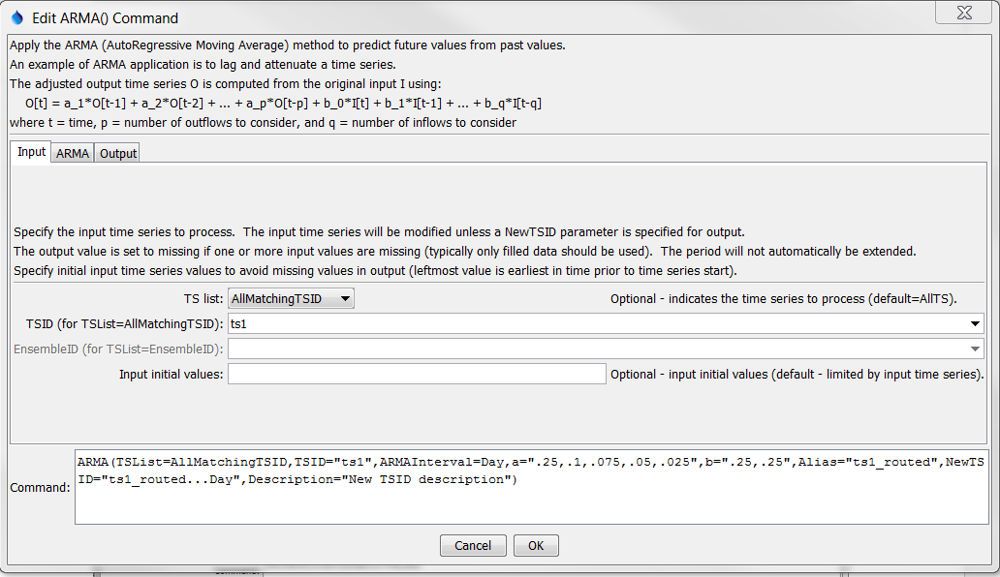 Edit ARMA() Command
Apply the ARMA (AutoRegressive Moving Average) method to predict future values from past values.
An example of ARMA application is to lag and attenuate a time series.
The adjusted output time series O is computed from the original input I using:
O[t] = a_1*O[t-1] + a_2*O[t-2] + ... + a_p*O[t-p] + b_0*I[t] + b_1*I[t-1] + ... + b_q*I[t-q]
where t = time, p = number of outflows to consider, and q = number of inflows to consider
Input ARMA Output
Specify the input time series to process.  The input time series will be modified unless a NewTSID parameter is specified for output.
The output value is set to missing if one or more input values are missing (typically only filled data should be used).  The period will not automatically be extended.
Specify initial input time series values to avoid missing values in output (leftmost value is earliest in time prior to time series start).
TS list: AllMatchingTSID Optional - indicates the time series to process (default=AllTS).
TSID (for TSList=AllMatchingTSID): ts1
EnsembleID (for TSList=EnsembleID):
Input initial values: Optional - input initial values (default - limited by input time series).
Command: ARMA(TSList=AllMatchingTSID,TSID="ts1",ARMAInterval=Day,a=".25,.1,.075,.05,.025",b=".25,.25",Alias="ts1_routed",NewTS
ID="ts1_routed...Day",Description="New TSID description")
Cancel OK